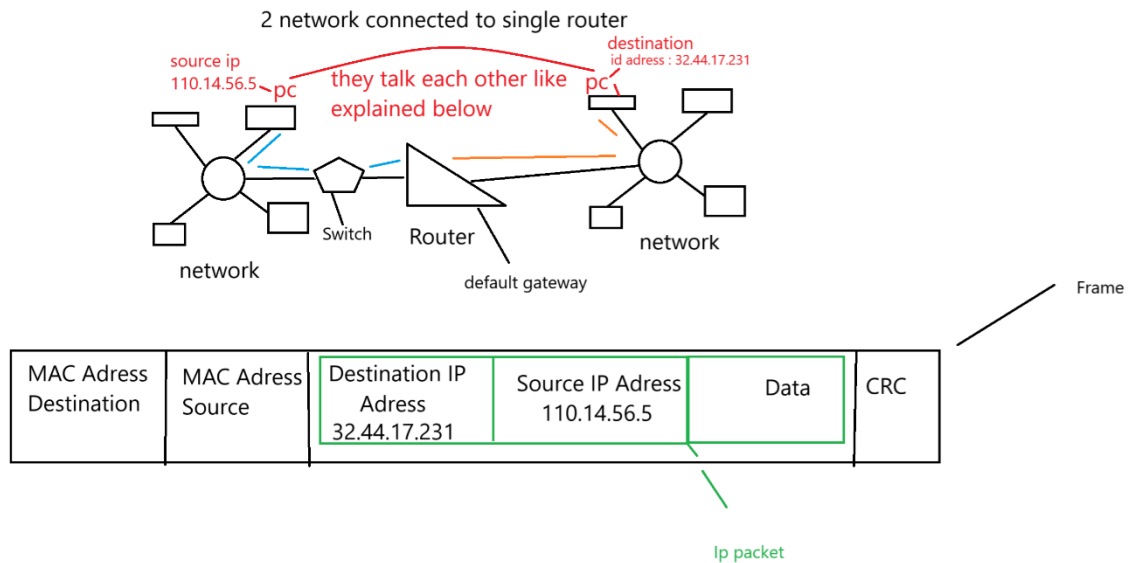 2 network connected to single router
source ip
110.14.56.5
pc
they talk each other like
explained below
destination
id adress : 32.44.17.231
pc
Switch
Router
network
network
default gateway
Frame
MAC Adress
Destination
MAC Adress
Source
Destination IP
Adress
32.44.17.231
Source IP Adress
110.14.56.5
Data
CRC
Ip packet